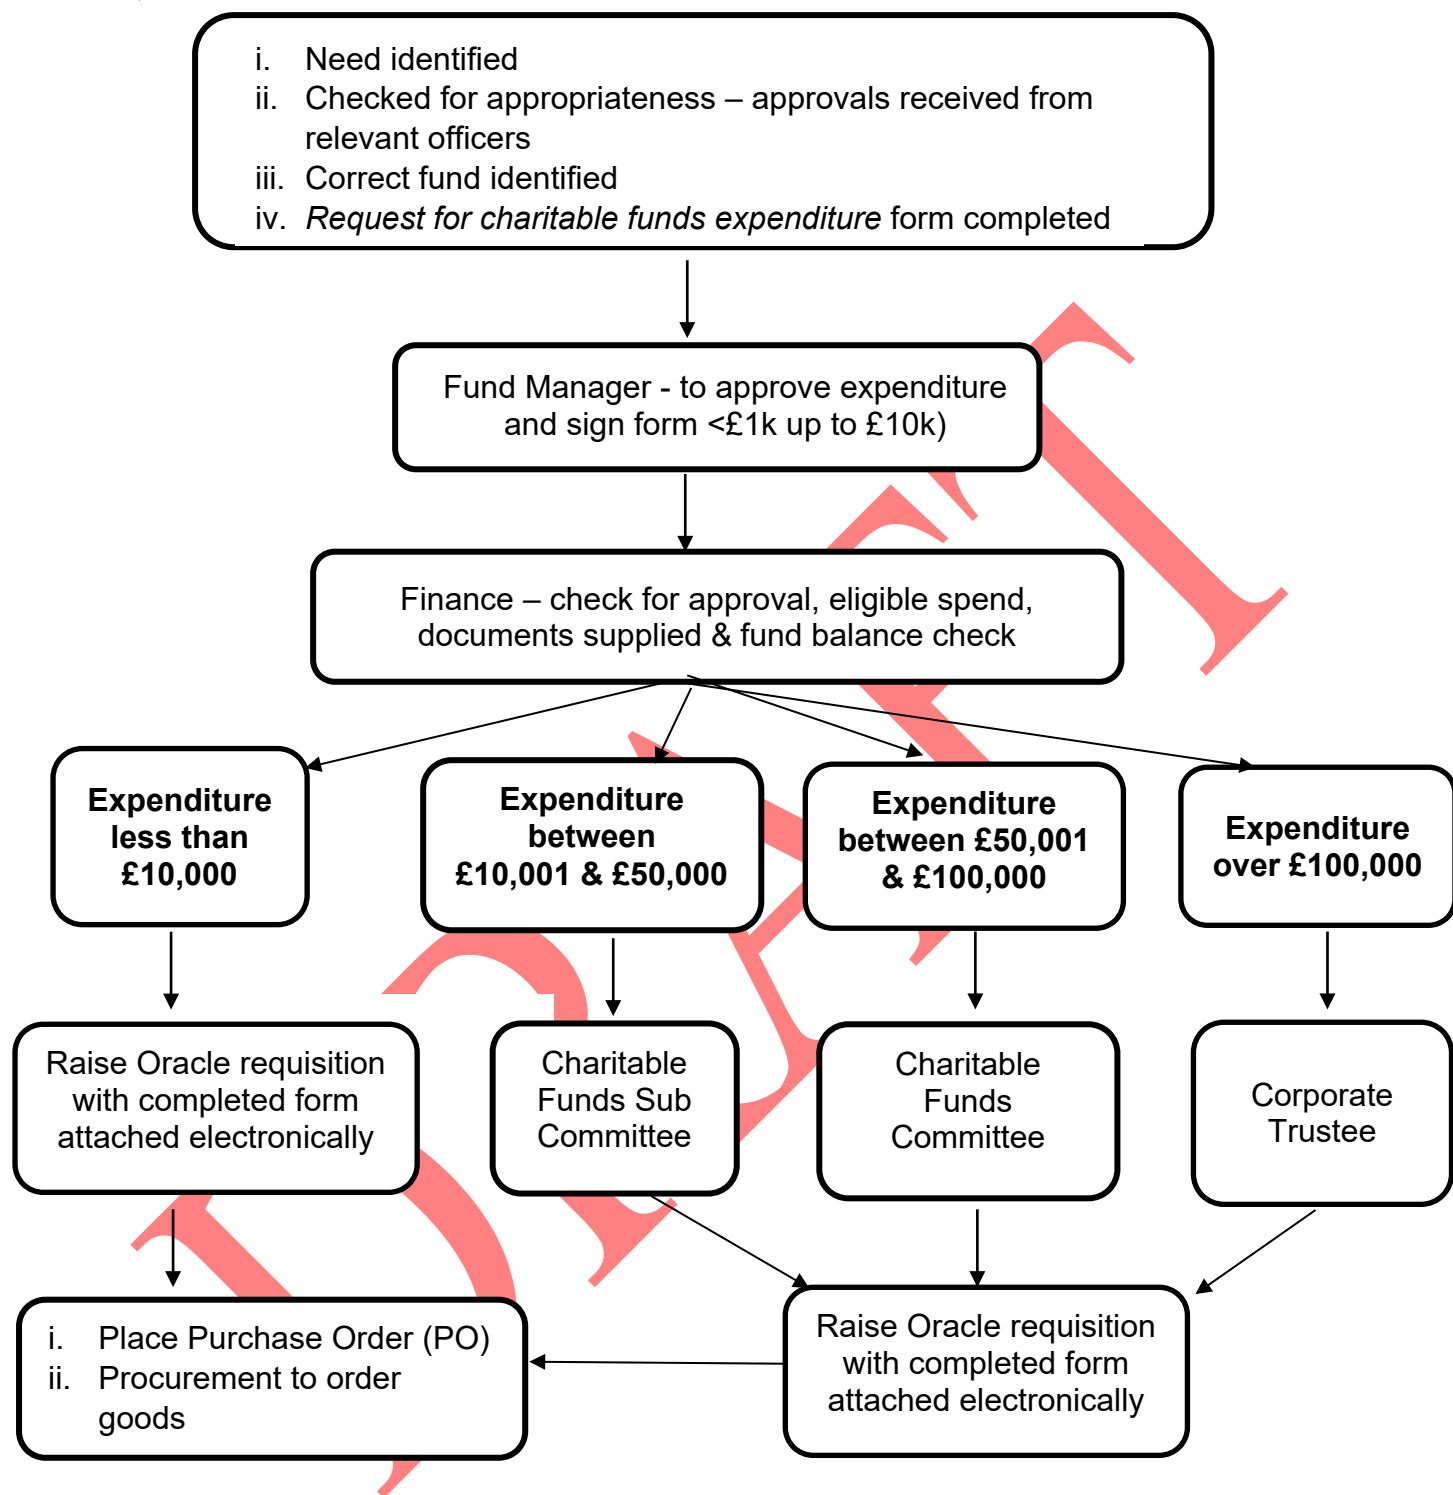 i. Need identified
ii. Checked for appropriateness – approvals received from
relevant officers
iii. Correct fund identified
iv. Request for charitable funds expenditure form completed
Fund Manager - to approve expenditure
and sign form <£1k up to £10k)
Finance – check for approval, eligible spend,
documents supplied & fund balance check
Expenditure
less than
£10,000
Expenditure
between
£10,001 & £50,000
Expenditure
between £50,001
& £100,000
Expenditure
over £100,000
Raise Oracle requisition
with completed form
attached electronically
Charitable
Funds Sub
Committee
Charitable
Funds
Committee
Corporate
Trustee
i. Place Purchase Order (PO)
ii. Procurement to order
goods
Raise Oracle requisition
with completed form
attached electronically
DRAFT